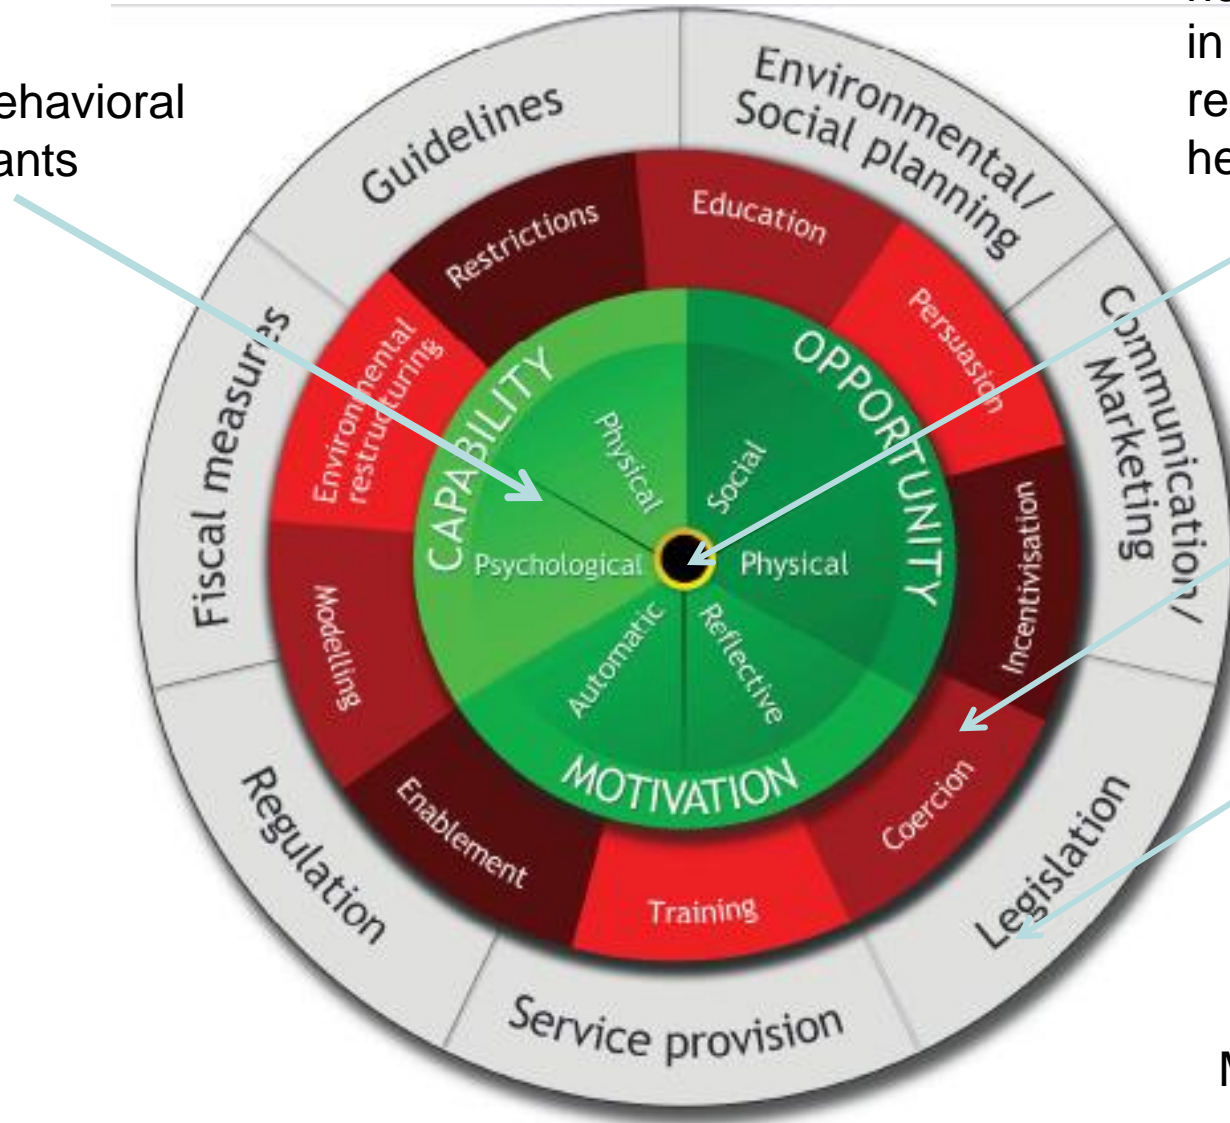 ehavioral
ants
in
re
he
Guidelines
Environmental/
Social planning
Communication/
Marketing
Legislation
Service provision
Regulation
Fiscal measures
Restrictions
Education
Persuasion
Incentivisation
Coercion
Training
Enablement
Modelling
Environmental
restructuring
CAPABILITY
OPPORTUNITY
MOTIVATION
Physical
Social
Psychological
Physical
Automatic
Reflective
M